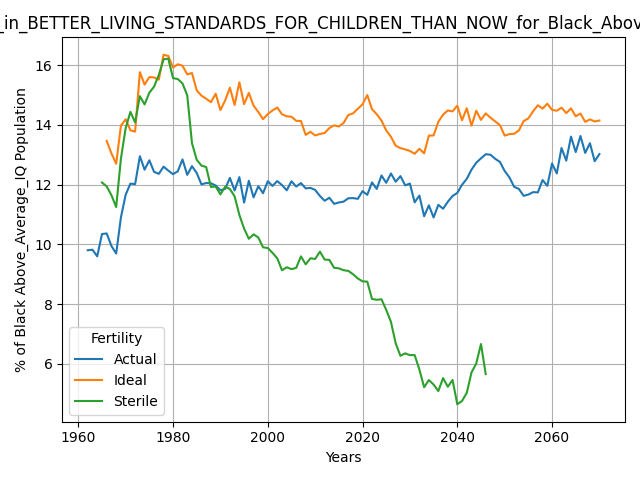 _in_BETTER_LIVING_STANDARDS_FOR_CHILDREN_THAN_NOW_for_Black_Abov
% of Black Above_Average_IQ Population
16
14
12
10
8
6
Fertility
Actual
Ideal
Sterile
1960 1980 2000 2020 2040 2060
Years